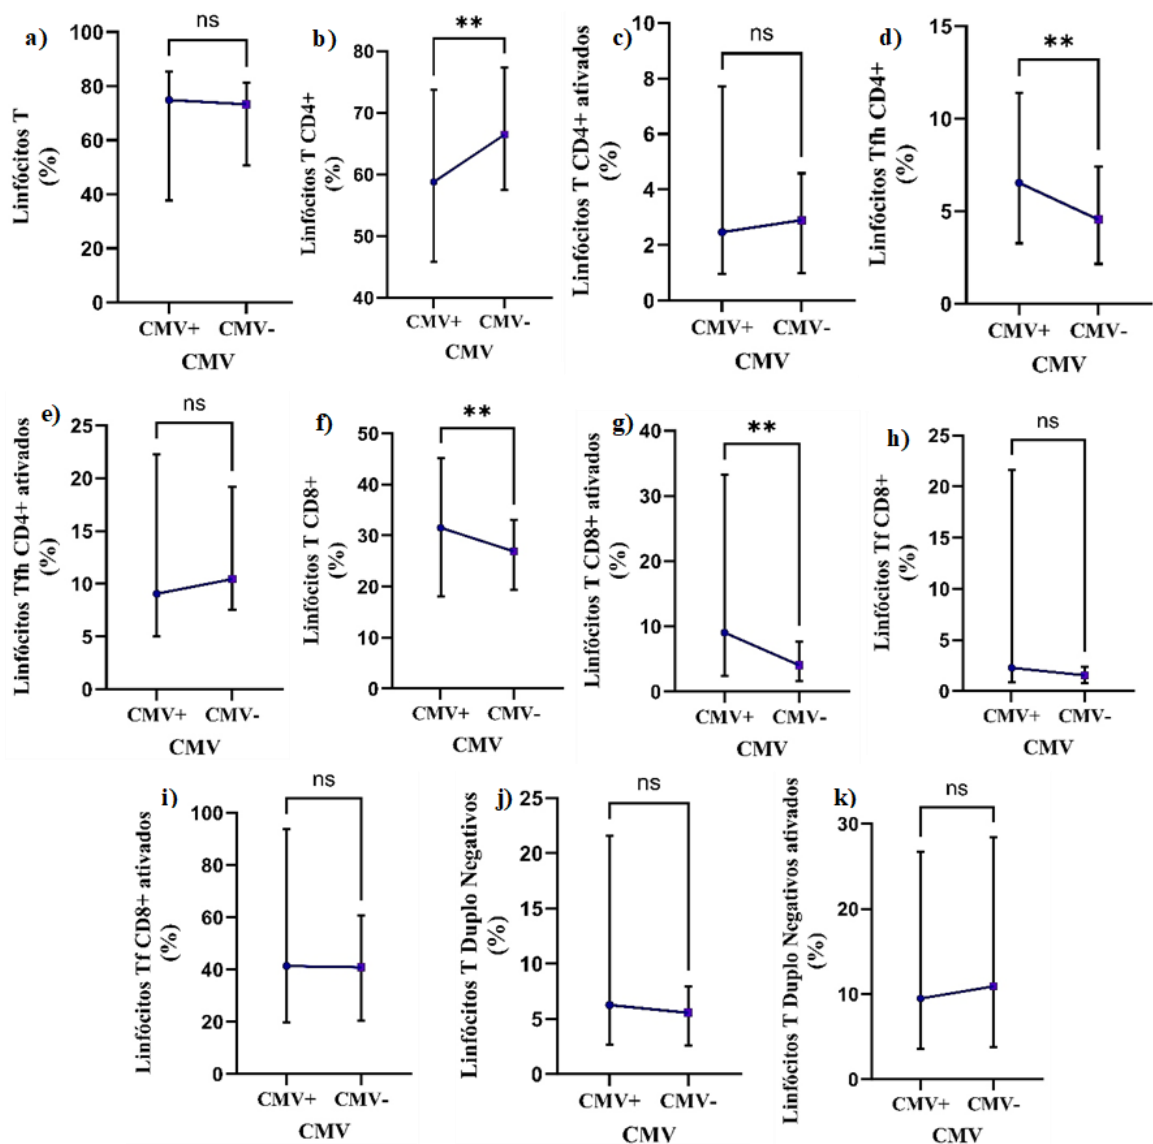 a)
ns
Linfócitos T
(%)
100
80
60
40
20
0
CMV+ CMV-
CMV
b)
**
Linfócitos T CD4+
(%)
80
70
60
50
40
CMV+ CMV-
CMV
c)
ns
Linfócitos T CD4+ ativados
(%)
10
8
6
4
2
0
CMV+ CMV-
CMV
d)
**
Linfócitos Tfh CD4+
(%)
15
10
5
0
CMV+ CMV-
CMV
e)
ns
Linfócitos Tfh CD4+ ativados
(%)
25
20
15
10
5
0
CMV+ CMV-
CMV
f)
**
Linfócitos T CD8+
(%)
50
40
30
20
10
0
CMV+ CMV-
CMV
g)
**
Linfócitos T CD8+ ativados
(%)
40
30
20
10
0
CMV+ CMV-
CMV
h)
ns
Linfócitos Tf CD8+
(%)
25
20
15
10
5
0
CMV+ CMV-
CMV
i)
ns
Linfócitos Tf CD8+ ativados
(%)
100
80
60
40
20
0
CMV+ CMV-
CMV
j)
ns
Linfócitos T Duplo Negativos
(%)
25
20
15
10
5
0
CMV+ CMV-
CMV
k)
ns
Linfócitos T Duplo Negativos ativados
(%)
30
20
10
0
CMV+ CMV-
CMV